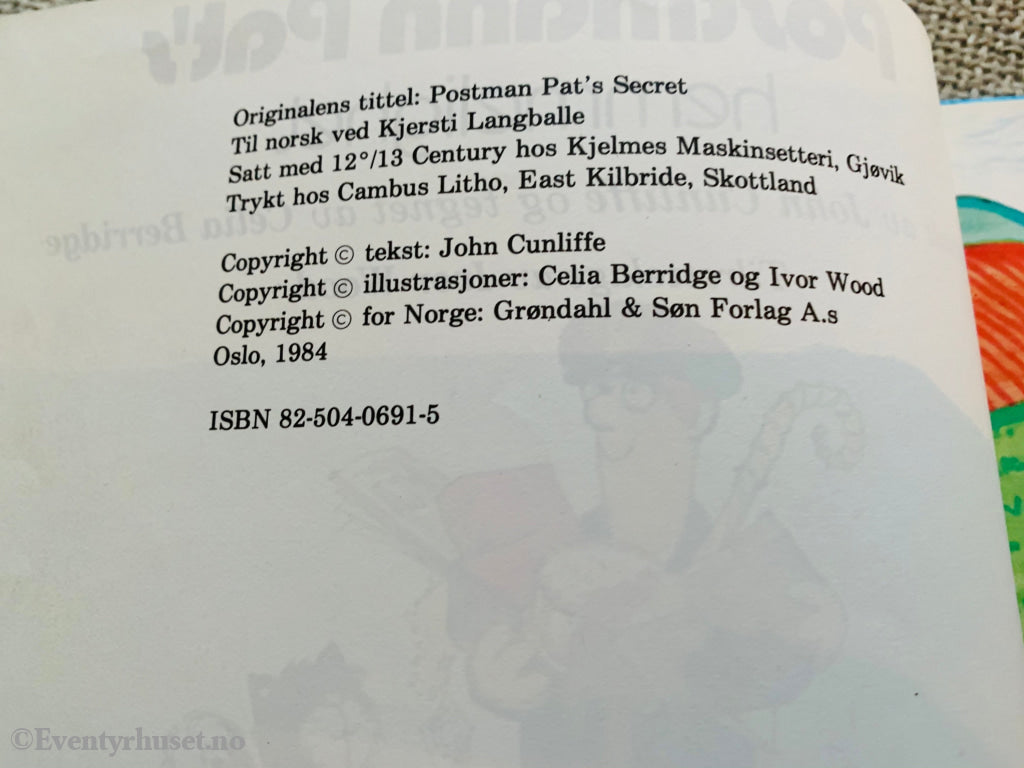 Originalens tittel: Postman Pat's Secret
Til norsk ved Kjersti Langballe
Satt med 12°/13 Century hos Kjelmes Maskinsetteri, Gjøvik
Trykt hos Cambus Litho, East Kilbride, Skottland
Copyright © tekst: John Cunliffe
Copyright © illustrasjoner: Celia Berridge og Ivor Wood
Copyright © for Norge: Grøndahl & Søn Forlag A.s
Oslo, 1984
ISBN 82-504-0691-5
©Eventyrhuset.no